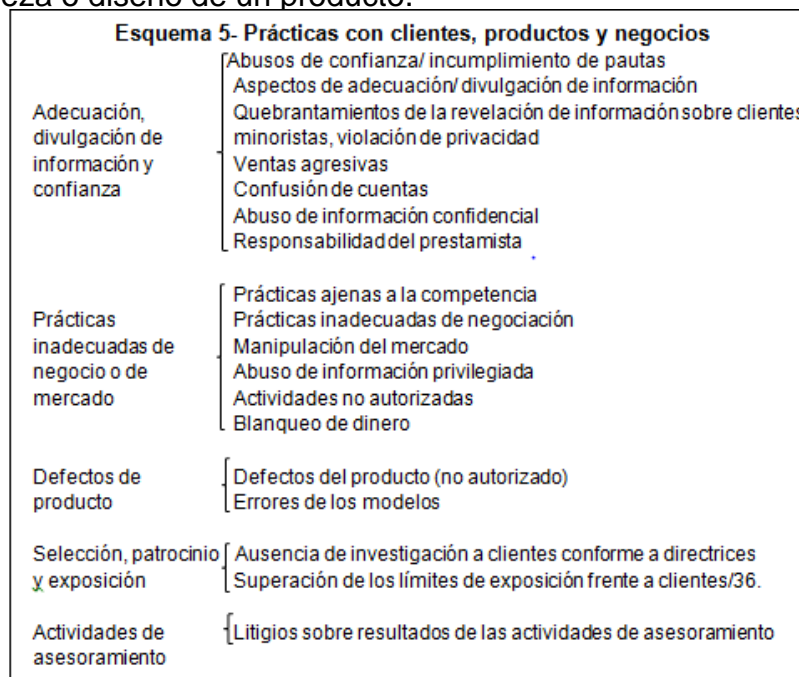 eza o diseño de un producto.
Esquema 5- Prácticas con clientes, productos y negocios
Adecuación,
divulgación de
información y
confianza
Abusos de confianza/ incumplimiento de pautas
Aspectos de adecuación/ divulgación de información
Quebrantamientos de la revelación de información sobre clientes
minoristas, violación de privacidad
Ventas agresivas
Confusión de cuentas
Abuso de información confidencial
Responsabilidad del prestamista
Prácticas
inadecuadas de
negocio o de
mercado
Prácticas ajenas a la competencia
Prácticas inadecuadas de negociación
Manipulación del mercado
Abuso de información privilegiada
Actividades no autorizadas
Blanqueo de dinero
Defectos de
producto
Defectos del producto (no autorizado)
Errores de los modelos
Selección, patrocinio
y exposición
Ausencia de investigación a clientes conforme a directrices
Superación de los límites de exposición frente a clientes/36.
Actividades de
asesoramiento
Litigios sobre resultados de las actividades de asesoramiento